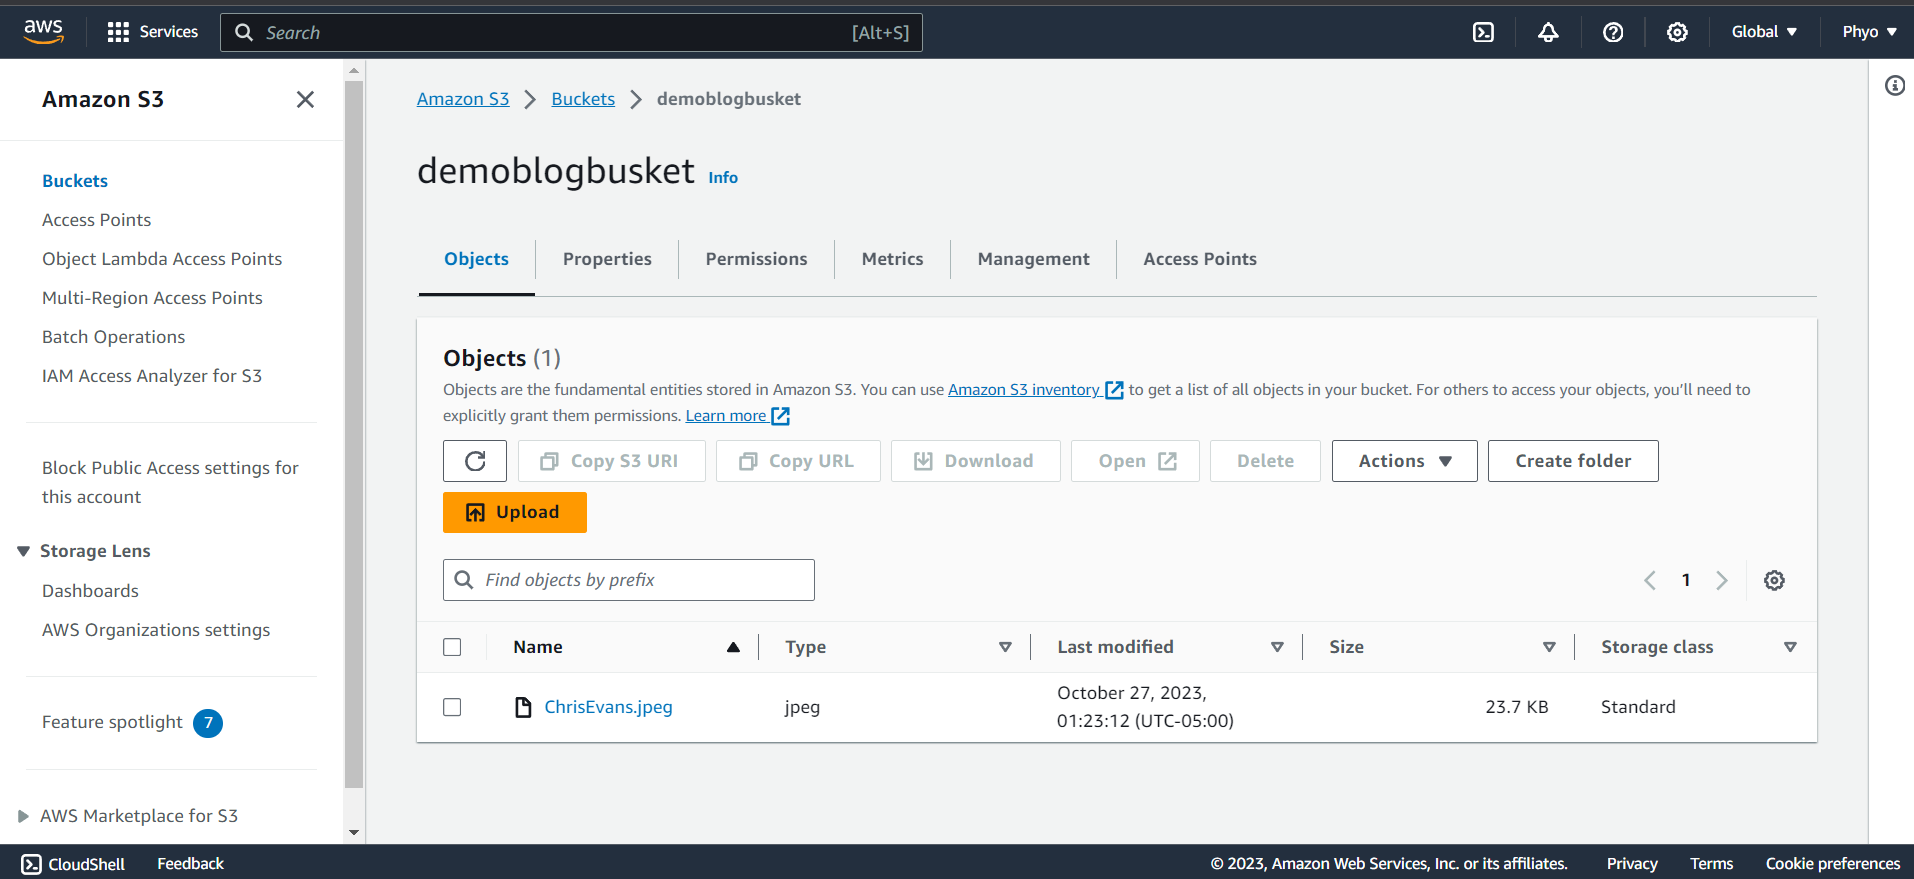 aws
Services
Search
[Alt+S]
Global
Phyo
Amazon S3
Buckets
Access Points
Object Lambda Access Points
Multi-Region Access Points
Batch Operations
IAM Access Analyzer for S3
Block Public Access settings for
this account
Storage Lens
Dashboards
AWS Organizations settings
Feature spotlight 7
AWS Marketplace for S3
Amazon S3 > Buckets > demoblogbusket
demoblogbusket Info
Objects
Properties
Permissions
Metrics
Management
Access Points
Objects (1)
Objects are the fundamental entities stored in Amazon S3. You can use Amazon S3 inventory to get a list of all objects in your bucket. For others to access your objects, you’ll need to
explicitly grant them permissions. Learn more
Copy S3 URI
Copy URL
Download
Open
Delete
Actions
Create folder
Upload
Find objects by prefix
1
Name
Type
Last modified
Size
Storage class
ChrisEvans.jpeg
jpeg
October 27, 2023,
01:23:12 (UTC-05:00)
23.7 KB
Standard
CloudShell
Feedback
© 2023, Amazon Web Services, Inc. or its affiliates.
Privacy
Terms
Cookie preferences